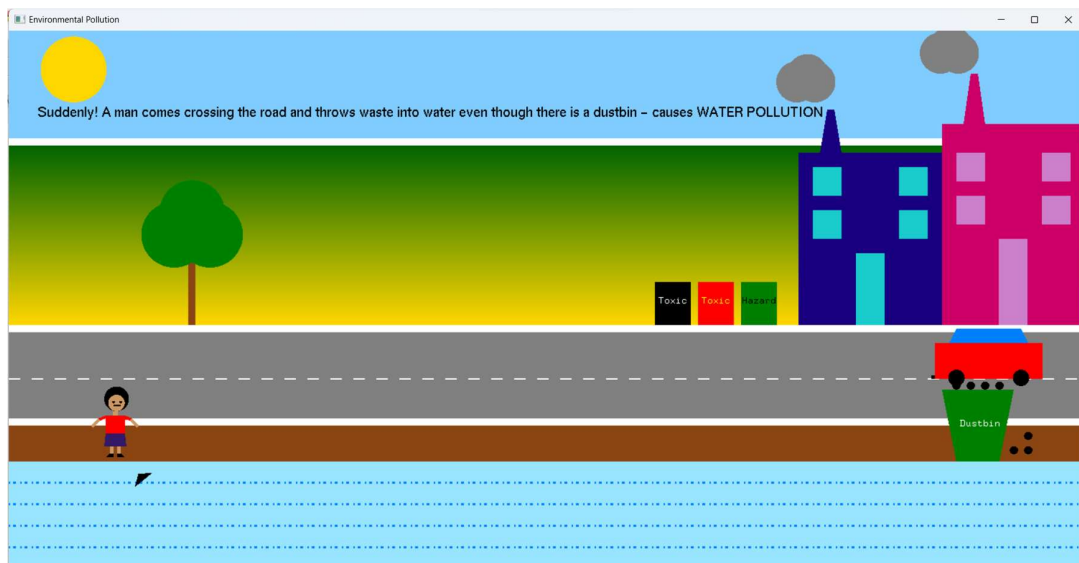 Environmental Pollution
Suddenly! A man comes crossing the road and throws waste into water even though there is a dustbin – causes WATER POLLUTION
Toxic Toxic Hazard
Dustbin